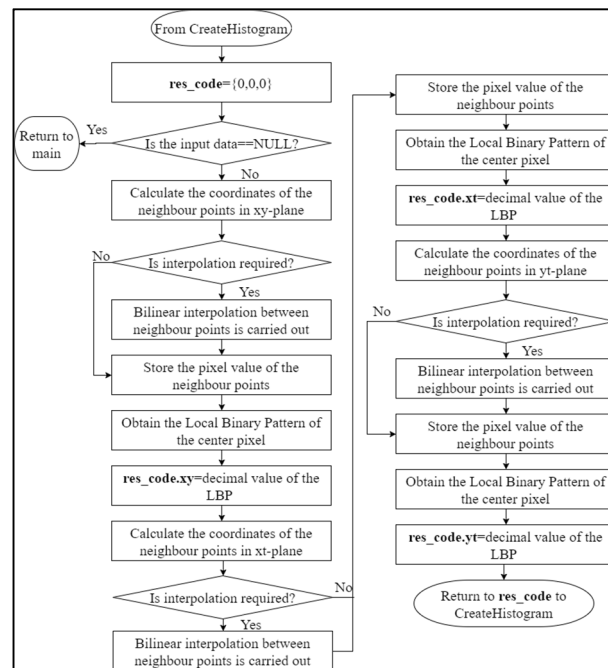 From CreateHistogram
res_code={0,0,0}
Return to
main
Yes
Is the input data==NULL?
No
Calculate the coordinates of the
neighbour points in xy-plane
No
Is interpolation required?
Yes
Bilinear interpolation between
neighbour points is carried out
Store the pixel value of the
neighbour points
Obtain the Local Binary Pattern of
the center pixel
res_code.xy=decimal value of the
LBP
Calculate the coordinates of the
neighbour points in xt-plane
Is interpolation required?
No
Yes
Bilinear interpolation between
neighbour points is carried out
Store the pixel value of the
neighbour points
Obtain the Local Binary Pattern of
the center pixel
res_code.xt=decimal value of the
LBP
Calculate the coordinates of the
neighbour points in yt-plane
No
Is interpolation required?
Yes
Bilinear interpolation between
neighbour points is carried out
Store the pixel value of the
neighbour points
Obtain the Local Binary Pattern of
the center pixel
res_code.yt=decimal value of the
LBP
Return to res_code to
CreateHistogram